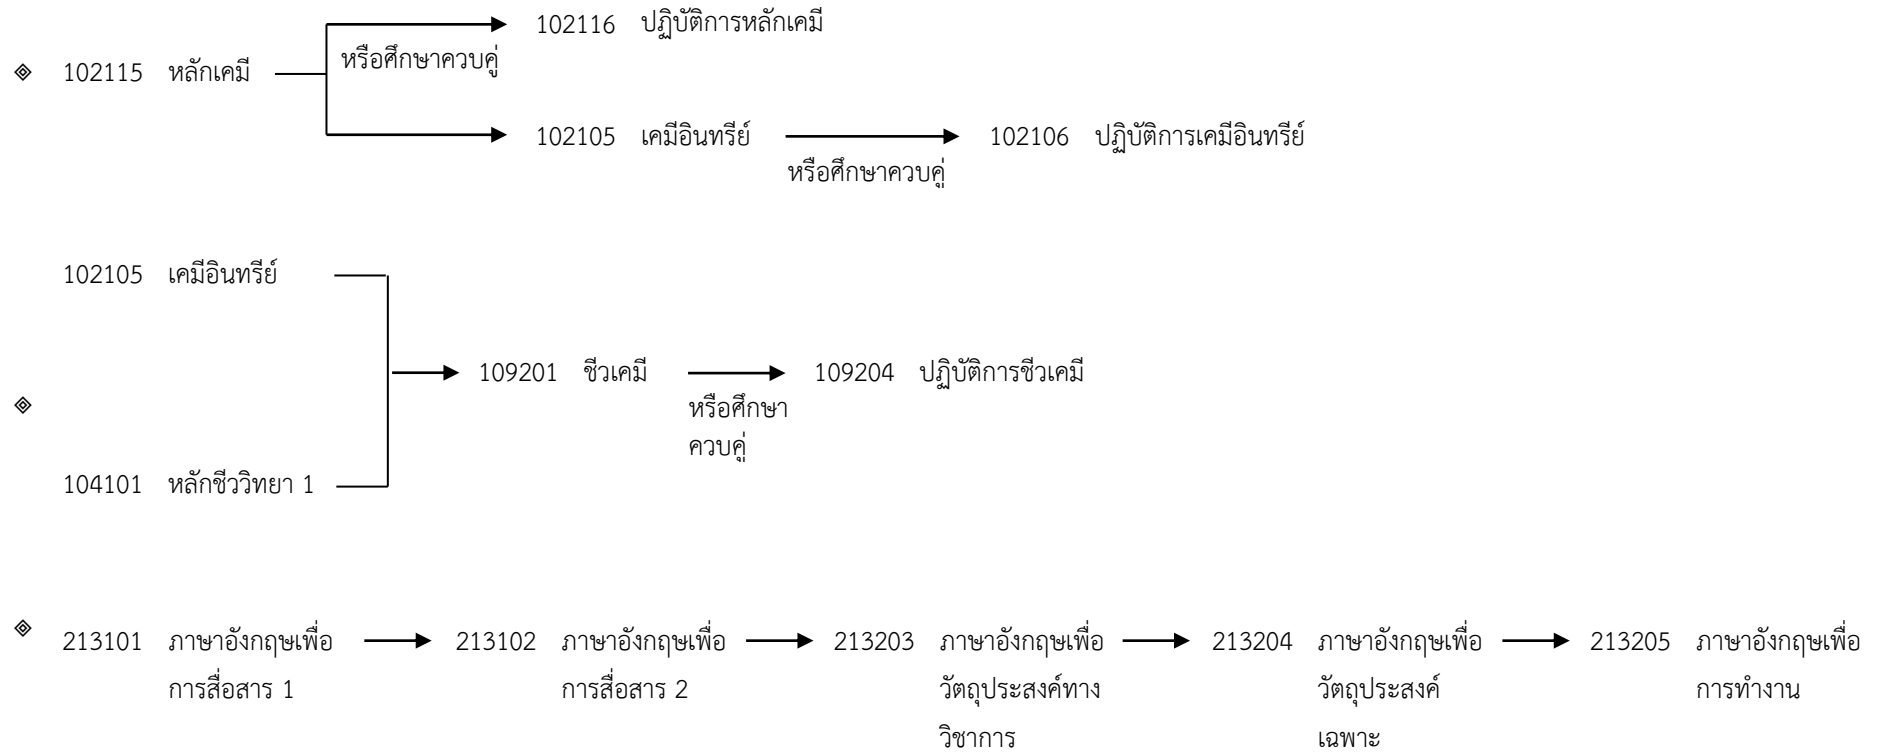 102116 ปฏิบัติการหลักเคมี
102115 หลักเคมี หรือศึกษาควบคู่
102105 เคมีอินทรีย์ 102106 ปฏิบัติการเคมีอินทรีย์
หรือศึกษาควบคู่
102105 เคมีอินทรีย์
109201 ชีวเคมี 109204 ปฏิบัติการชีวเคมี
หรือศึกษา
ควบคู่
104101 หลักชีววิทยา 1
213101 ภาษาอังกฤษเพื่อ 213102 ภาษาอังกฤษเพื่อ 213203 ภาษาอังกฤษเพื่อ 213204 ภาษาอังกฤษเพื่อ 213205 ภาษาอังกฤษเพื่อ
การสื่อสาร 1 การสื่อสาร 2 วัตถุประสงค์ทาง วัตถุประสงค์ การทำงาน
วิชาการ เฉพาะ